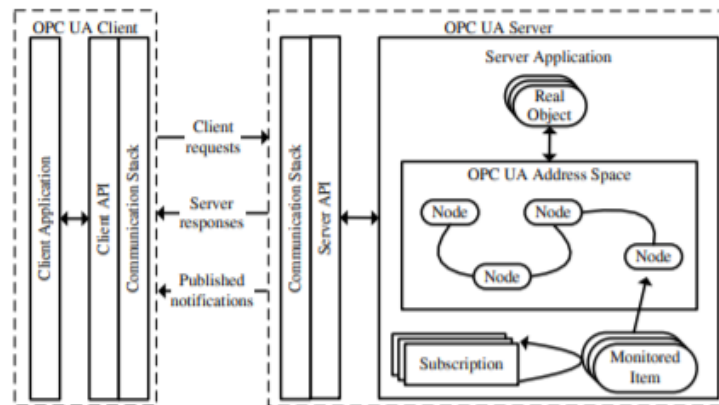 OPC UA Client
Client Application
Client API
Communication Stack
Client
requests
Server
responses
Published
notifications
OPC UA Server
Communication Stack
Server API
Server Application
Real
Object
OPC UA Address Space
Node
Node
Node
Node
Subscription
Monitored
Item